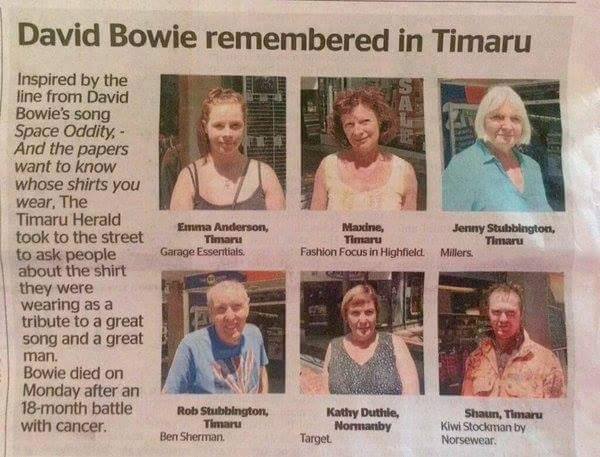 David Bowie remembered in Timaru
Inspired by the
line from David
Bowie's song
Space Oddity, -
And the papers
want to know
whose shirts you
wear, The
Timaru Herald
took to the street
to ask people
about the shirt
they were
wearing as a
tribute to a great
song and a great
man.
Bowie died on
Monday after an
18-month battle
with cancer.
SALE
Emma Anderson,
Timaru
Garage Essentials.
Maxine,
Timaru
Fashion Focus in Highfield.
Jenny Stubbington,
Timaru
Millers.
Rob Stubbington,
Timaru
Ben Sherman.
Kathy Duthie,
Normanby
Target.
Shaun, Timaru
Kiwi Stockman by
Norsewear.